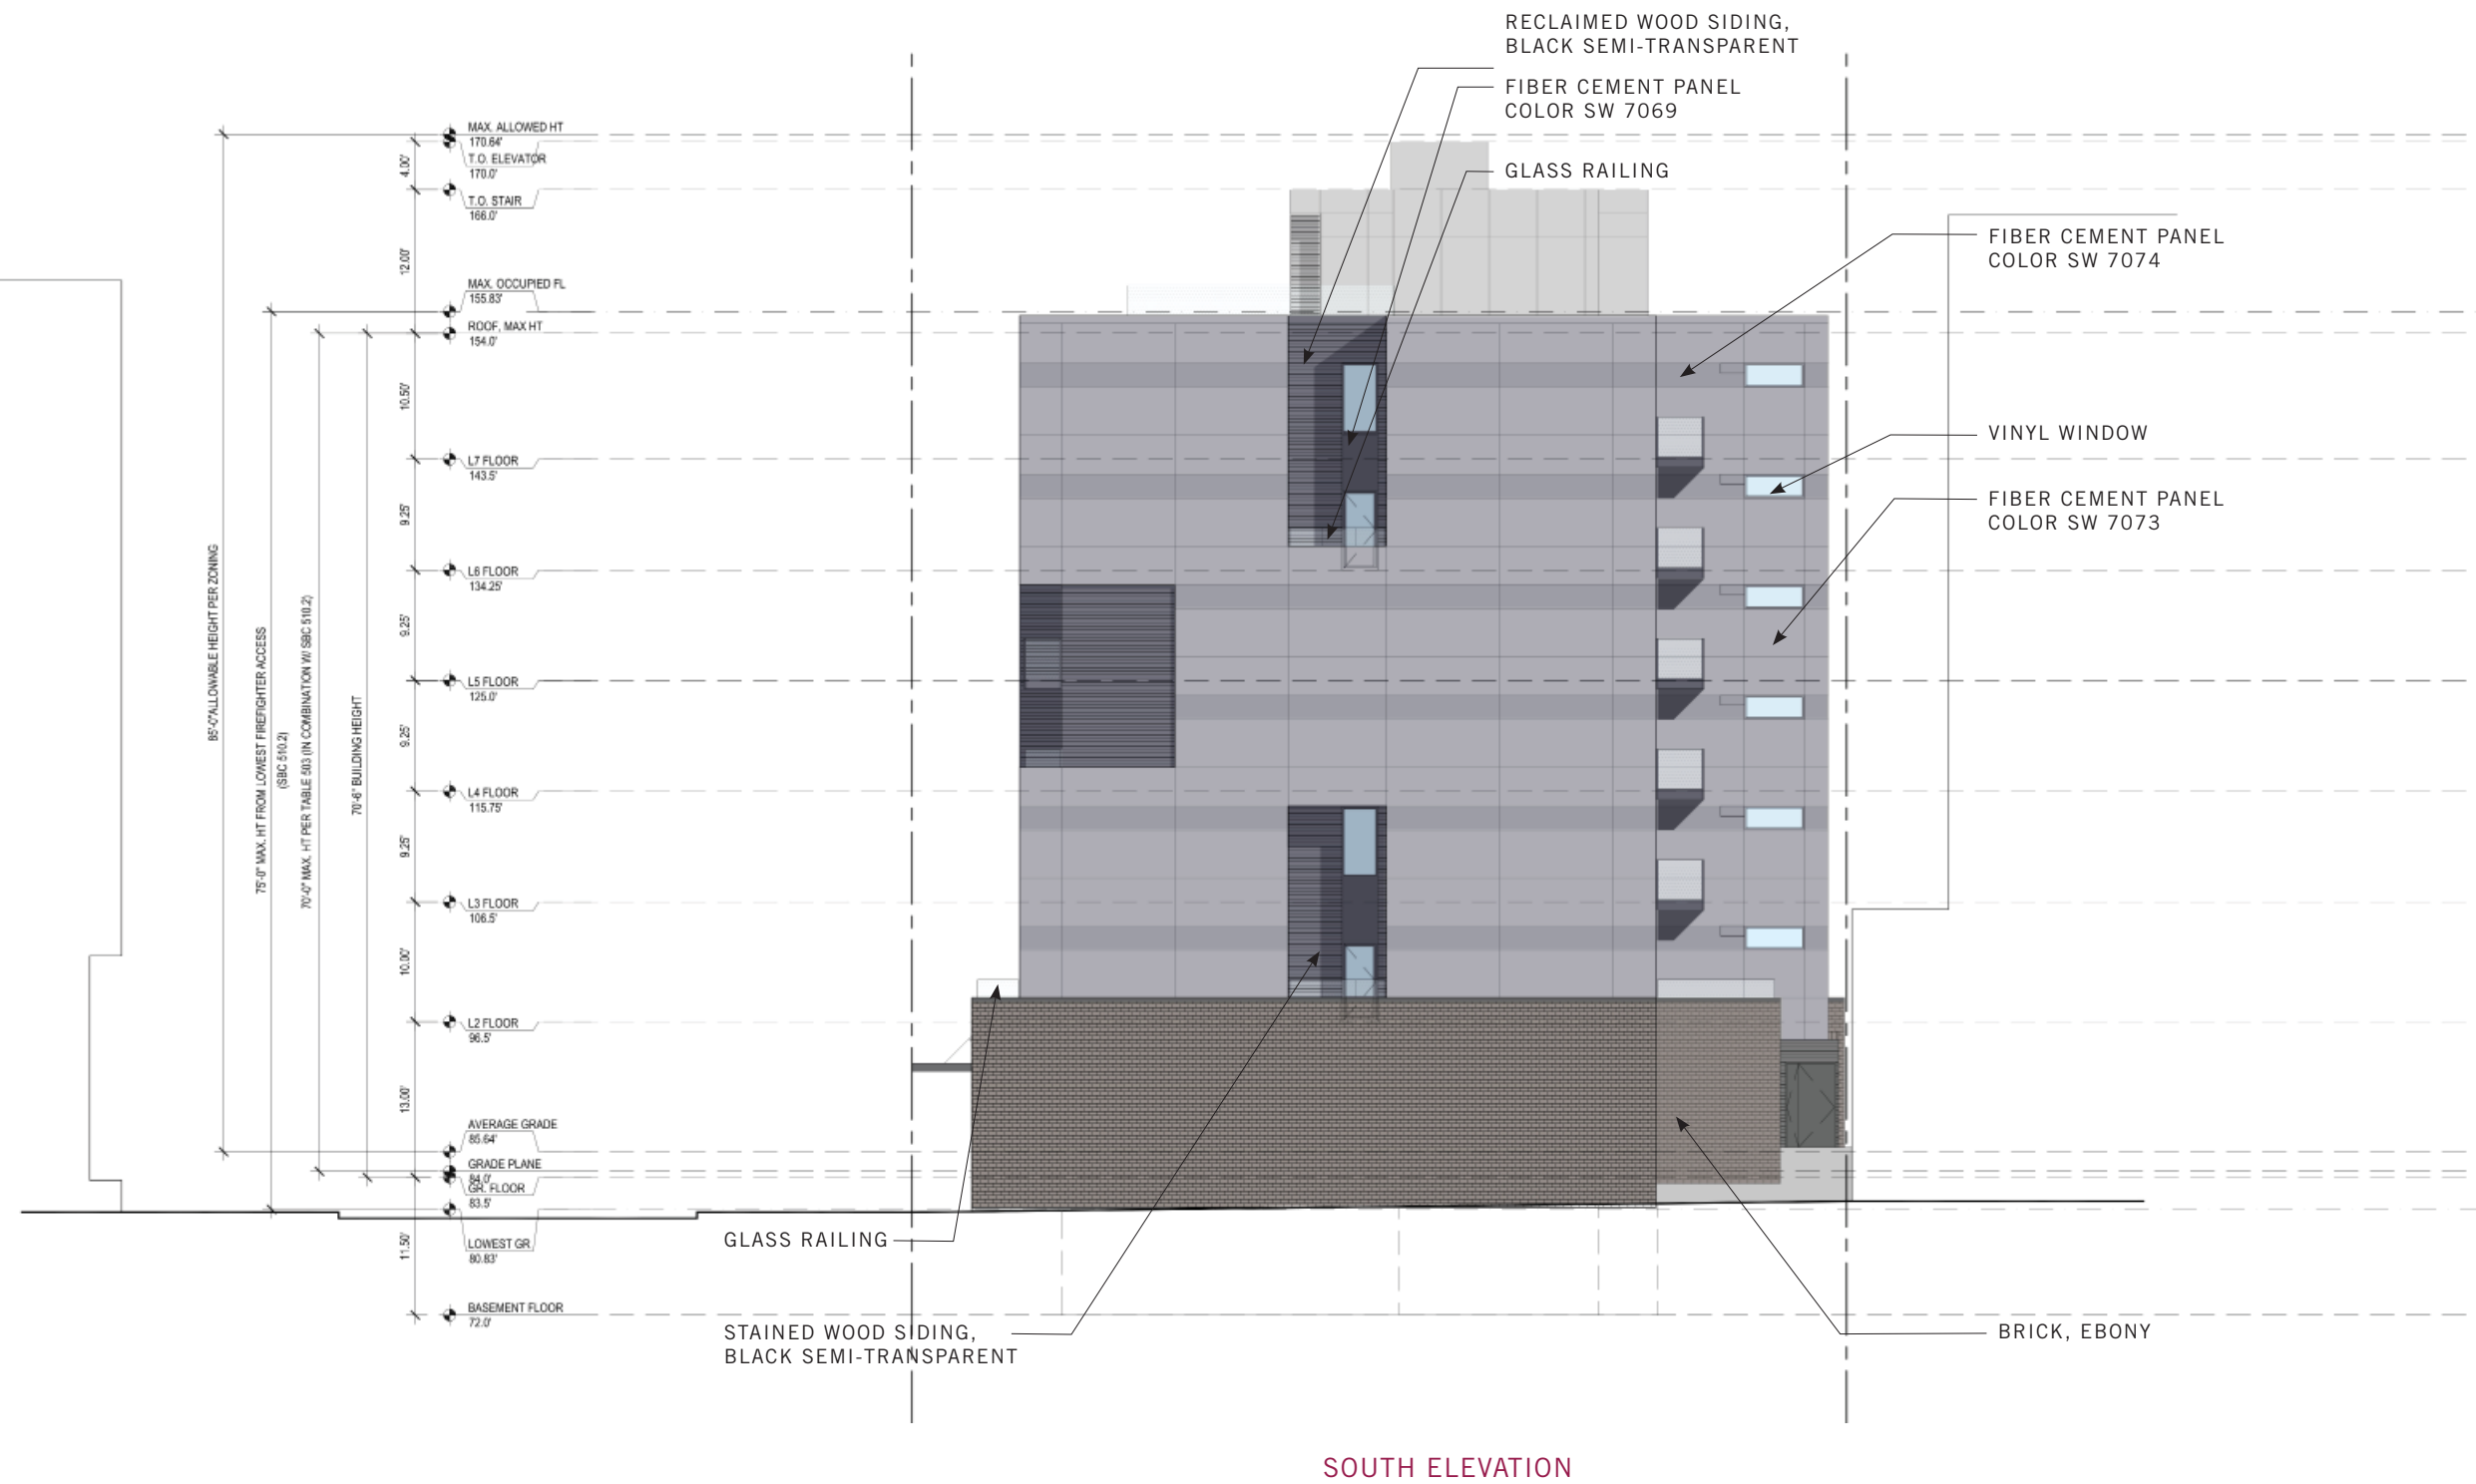 RECLAIMED WOOD SIDING,
BLACK SEMI-TRANSPARENT
FIBER CEMENT PANEL
COLOR SW 7069
GLASS RAILING
FIBER CEMENT PANEL
COLOR SW 7074
VINYL WINDOW
FIBER CEMENT PANEL
COLOR SW 7073
MAX. ALLOWED HT
170.64'
T.O. ELEVATOR
170.0'
4.00'
T.O. STAIR
166.0'
12.00'
MAX. OCCUPIED FL
155.83'
ROOF, MAX HT
154.0'
10.50'
L7 FLOOR
143.5'
9.25'
L6 FLOOR
134.25'
9.25'
L5 FLOOR
125.0'
9.25'
L4 FLOOR
115.75'
9.25'
L3 FLOOR
106.5'
10.00'
L2 FLOOR
96.5'
13.00'
AVERAGE GRADE
85.64'
GRADE PLANE
84.0'
GR. FLOOR
83.5'
LOWEST GR
80.83'
11.50'
BASEMENT FLOOR
72.0'
85'-0" ALLOWABLE HEIGHT PER ZONING
75'-0" MAX. HT FROM LOWEST FIREFIGHTER ACCESS
(SBC 510.2)
70'-0" MAX. HT PER TABLE 503 (IN COMBINATION W/ SBC 510.2)
70'-6" BUILDING HEIGHT
GLASS RAILING
STAINED WOOD SIDING,
BLACK SEMI-TRANSPARENT
BRICK, EBONY
SOUTH ELEVATION